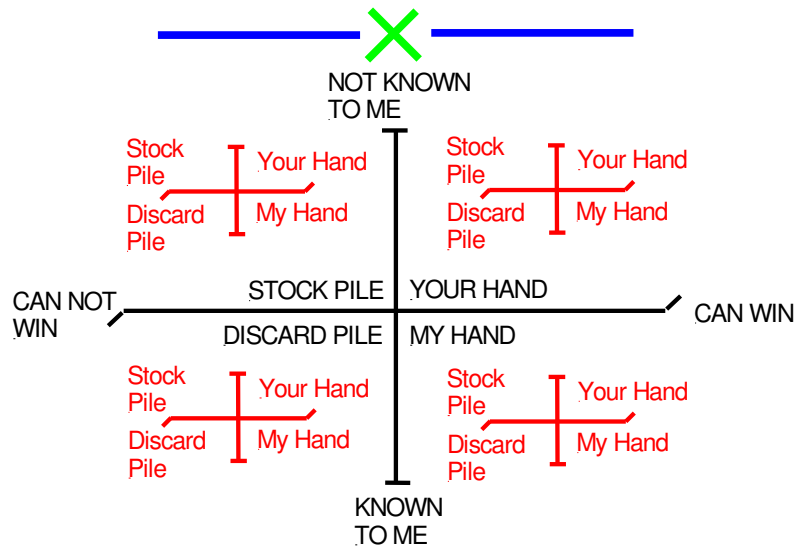 NOT KNOWN
TO ME
Stock
Pile
Your Hand
Discard
Pile
My Hand
Stock
Pile
Your Hand
Discard
Pile
My Hand
CAN NOT
WIN
STOCK PILE
YOUR HAND
CAN WIN
DISCARD PILE
MY HAND
Stock
Pile
Your Hand
Discard
Pile
My Hand
Stock
Pile
Your Hand
Discard
Pile
My Hand
KNOWN
TO ME